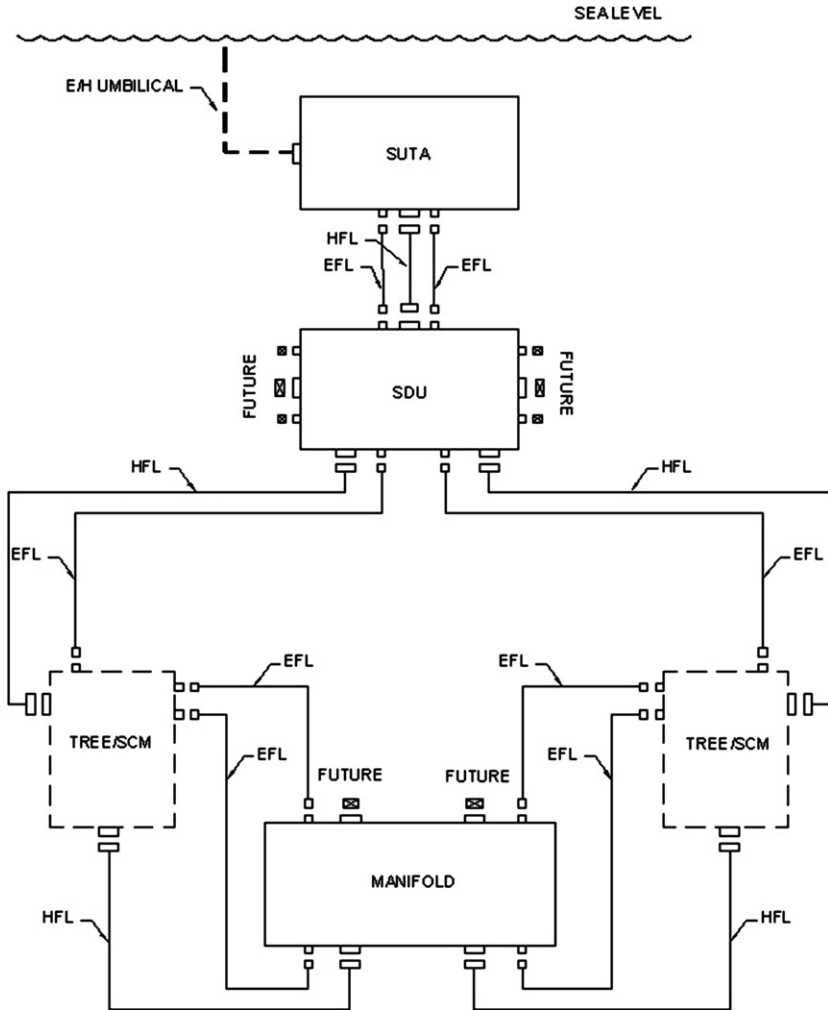 SEALEVEL
E/H UMBILICAL
SUTA
HFL
EFL
EFL
FUTURE
SDU
FUTURE
HFL
HFL
EFL
EFL
EFL
EFL
TREE/SCM
TREE/SCM
EFL
EFL
FUTURE
FUTURE
MANIFOLD
HFL
HFL